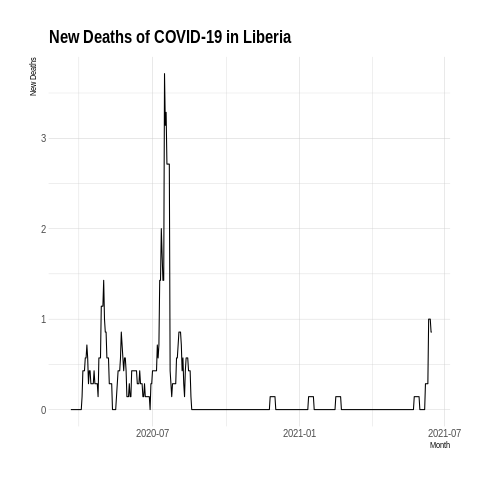 New Deaths of COVID-19 in Liberia
New Deaths
3
2
1
0
2020-07
2021-01
2021-07
Month